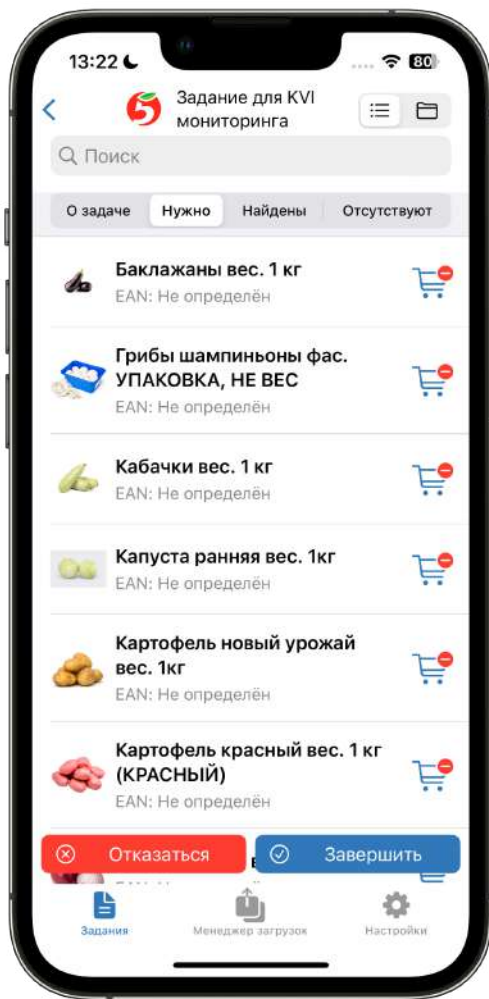 13:22
80
Задание для KVI
мониторинга
Поиск
О задаче Нужно Найдены Отсутствуют
Баклажаны вес. 1 кг
EAN: Не определён
Грибы шампиньоны фас.
УПАКОВКА, НЕ ВЕС
EAN: Не определён
Кабачки вес. 1 кг
EAN: Не определён
Капуста ранняя вес. 1кг
EAN: Не определён
Картофель новый урожай
вес. 1кг
EAN: Не определён
Картофель красный вес. 1 кг
(КРАСНЫЙ)
EAN: Не определён
Отказаться Завершить
Задания Менеджер загрузок Настройки